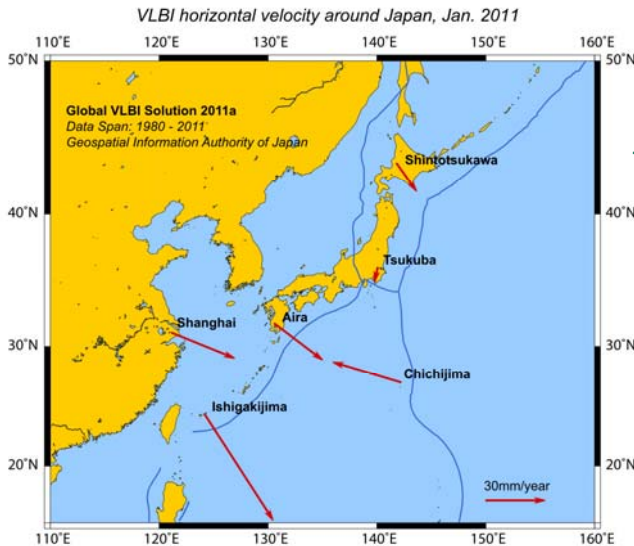 VLBI horizontal velocity around Japan, Jan. 2011
110°E 120°E 130°E 140°E 150°E 160°E
50°N 50°N
Global VLBI Solution 2011a
Data Span: 1980 - 2011
Geospatial Information Authority of Japan
Shintotsukawa
40°N 40°N
Tsukuba
Shanghai
Aira
30°N 30°N
Chichijima
Ishigakijima
20°N 20°N
30mm/year
110°E 120°E 130°E 140°E 150°E 160°E